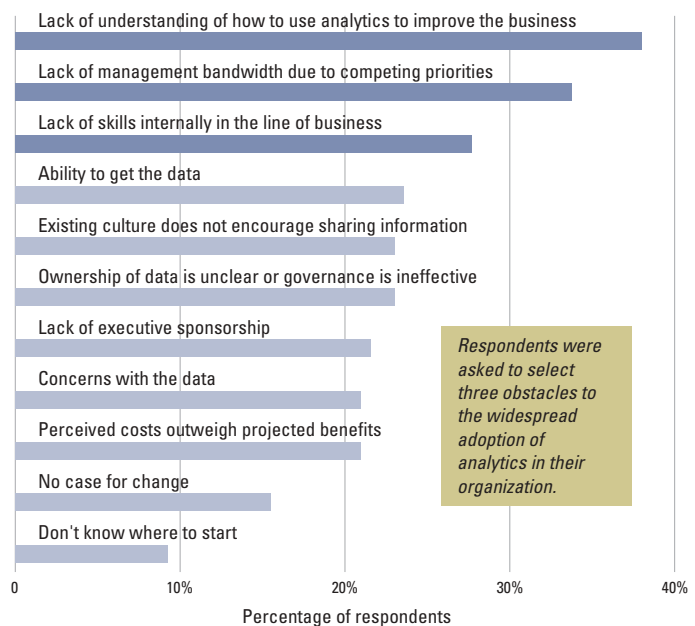 Lack of understanding of how to use analytics to improve the business
Lack of management bandwidth due to competing priorities
Lack of skills internally in the line of business
Ability to get the data
Existing culture does not encourage sharing information
Ownership of data is unclear or governance is ineffective
Lack of executive sponsorship
Concerns with the data
Perceived costs outweigh projected benefits
No case for change
Don't know where to start
Respondents were
asked to select
three obstacles to
the widespread
adoption of
analytics in their
organization.
0 10% 20% 30% 40%
Percentage of respondents